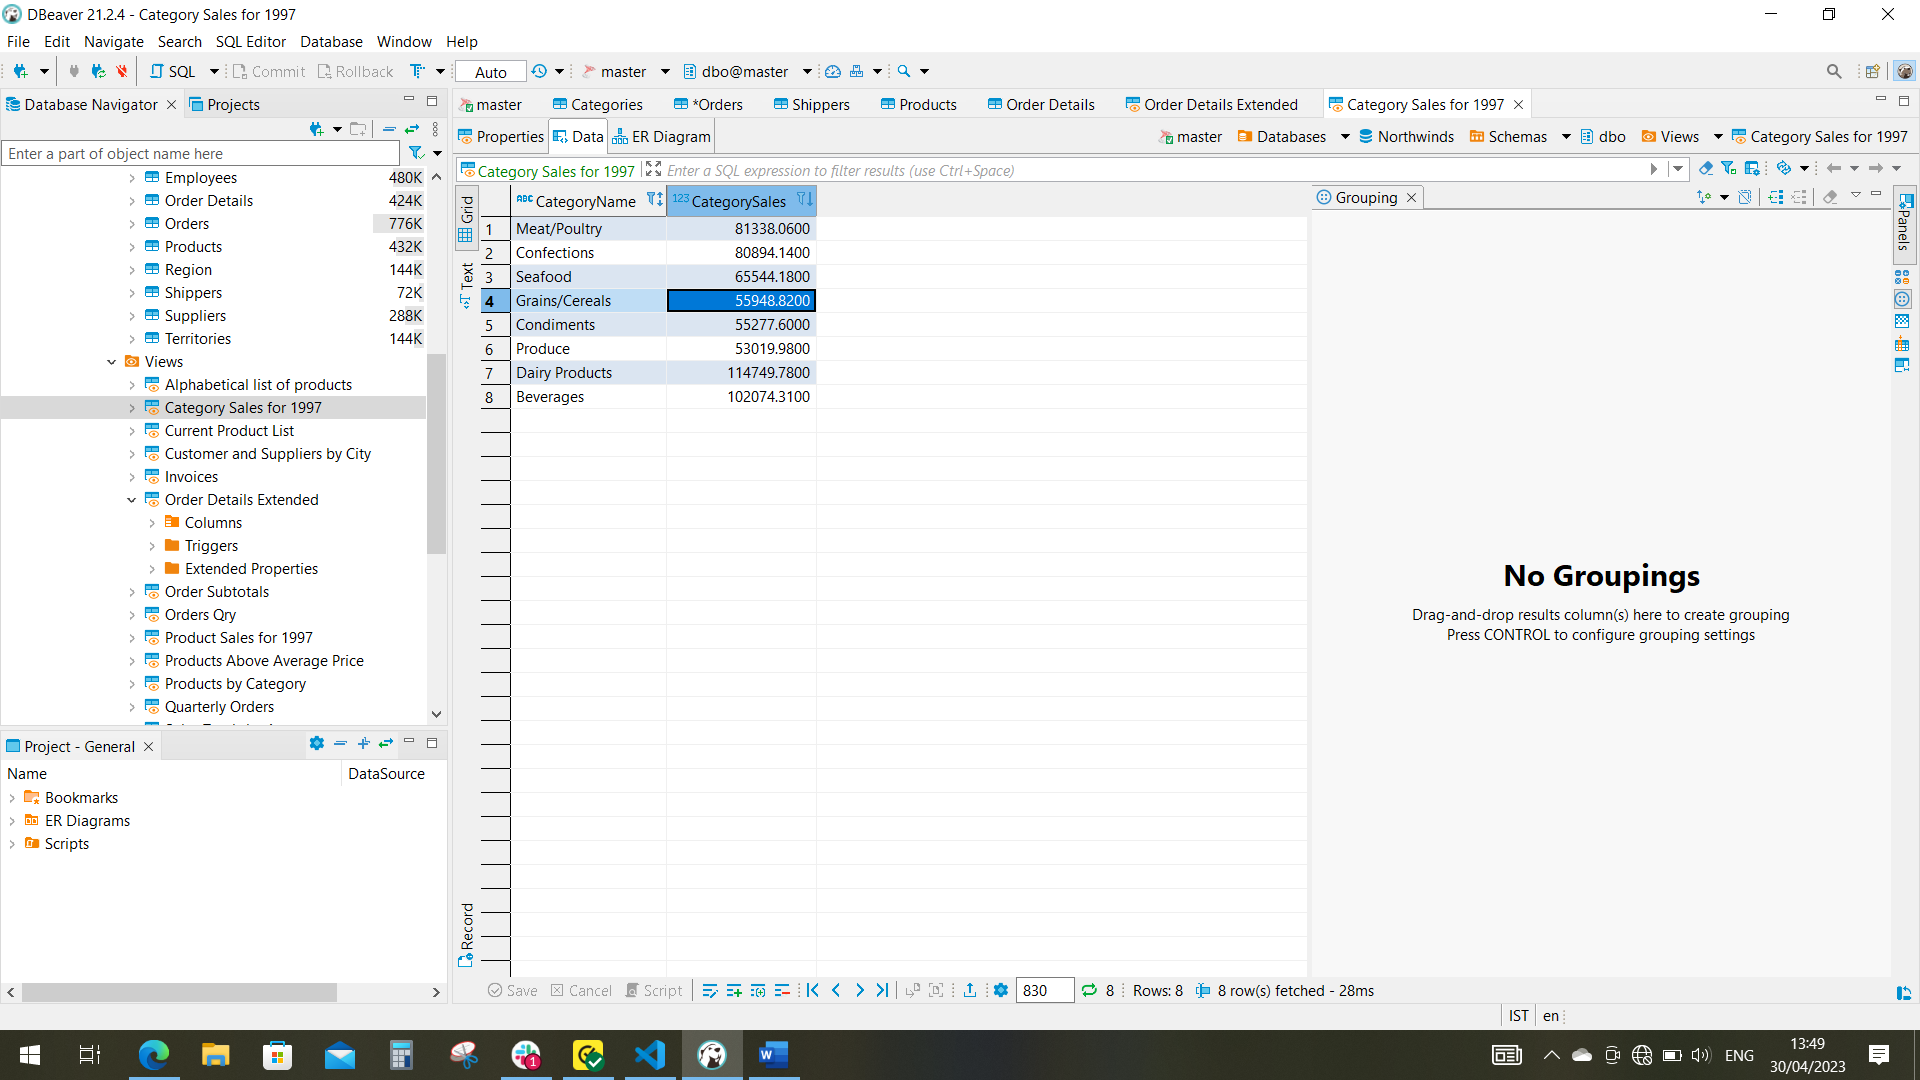 DBeaver 21.2.4 - Category Sales for 1997
File Edit Navigate Search SQL Editor Database Window Help
SQL Commit Rollback Auto master dbo@master
Database Navigator Projects
master Categories *Orders Shippers Products Order Details Order Details Extended Category Sales for 1997
Properties Data ER Diagram
master Databases Northwinds Schemas dbo Views Category Sales for 1997
Enter a part of object name here
Category Sales for 1997 Enter a SQL expression to filter results (use Ctrl+Space)
Employees 480K
Order Details 424K
Orders 776K
Products 432K
Region 144K
Shippers 72K
Suppliers 288K
Territories 144K
Views
Alphabetical list of products
Category Sales for 1997
Current Product List
Customer and Suppliers by City
Invoices
Order Details Extended
Columns
Triggers
Extended Properties
Order Subtotals
Orders Qry
Product Sales for 1997
Products Above Average Price
Products by Category
Quarterly Orders
Project - General
Name DataSource
Bookmarks
ER Diagrams
Scripts
Grid
Text
Record
ABC CategoryName 123 CategorySales
1 Meat/Poultry 81338.0600
2 Confections 80894.1400
3 Seafood 65544.1800
4 Grains/Cereals 55948.8200
5 Condiments 55277.6000
6 Produce 53019.9800
7 Dairy Products 114749.7800
8 Beverages 102074.3100
Grouping
Panels
No Groupings
Drag-and-drop results column(s) here to create grouping
Press CONTROL to configure grouping settings
Save Cancel Script 830 8 Rows: 8 8 row(s) fetched - 28ms
IST en
1
W
ENG
13:49
30/04/2023